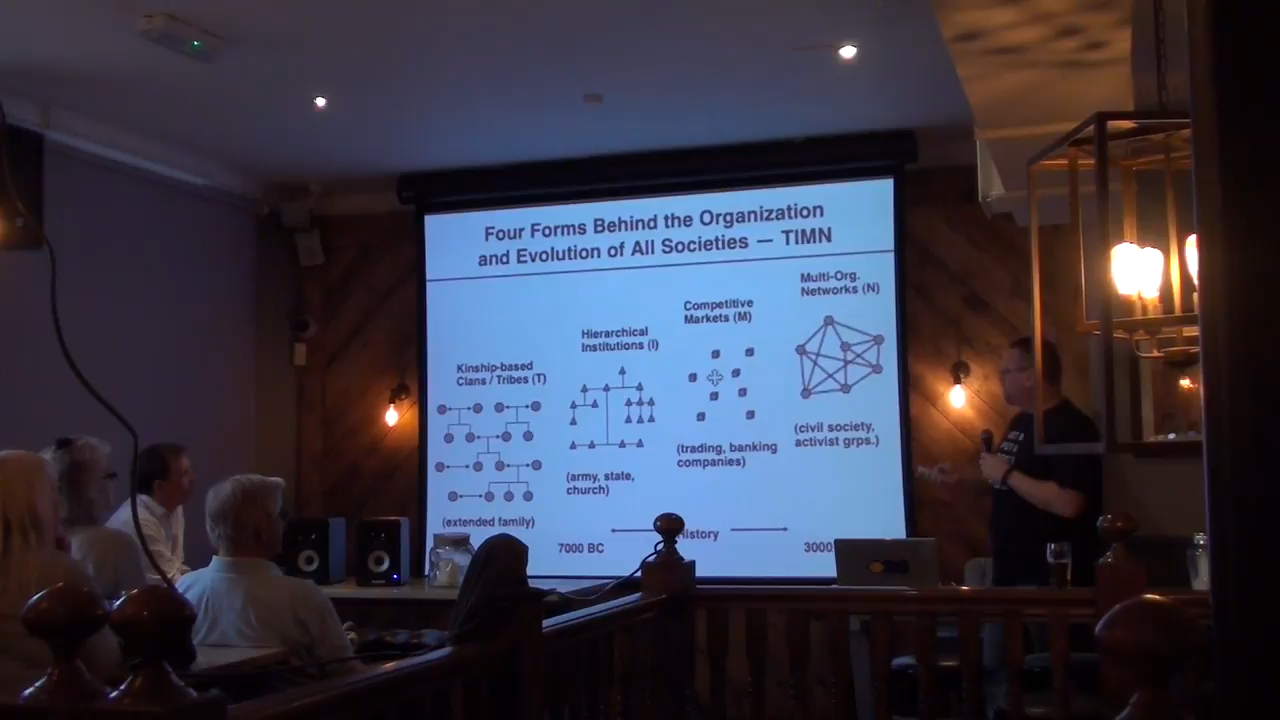 Four Forms Behind the Organization
and Evolution of All Societies — TIMN
Kinship-based
Clans / Tribes (T)
(extended family)
Hierarchical
Institutions (I)
(army, state,
church)
Competitive
Markets (M)
(trading, banking
companies)
Multi-Org.
Networks (N)
(civil society,
activist grps.)
History
7000 BC
3000